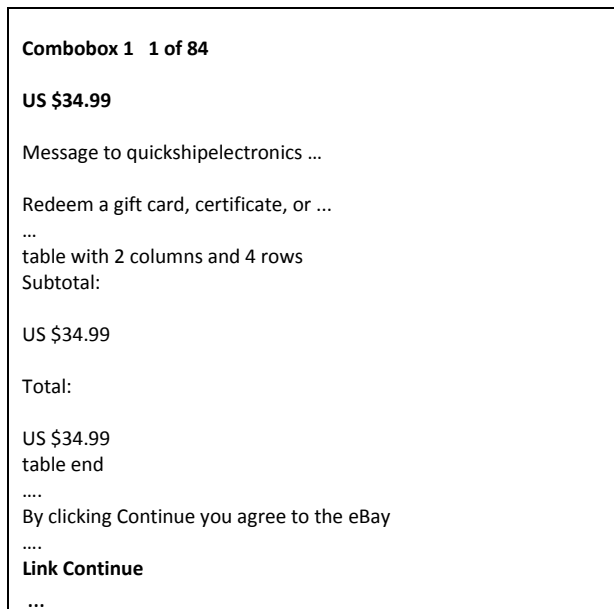 Combobox 1 1 of 84
US $34.99
Message to quickshipelectronics …
Redeem a gift card, certificate, or ...
…
table with 2 columns and 4 rows
Subtotal:
US $34.99
Total:
US $34.99
table end
….
By clicking Continue you agree to the eBay
….
Link Continue
...